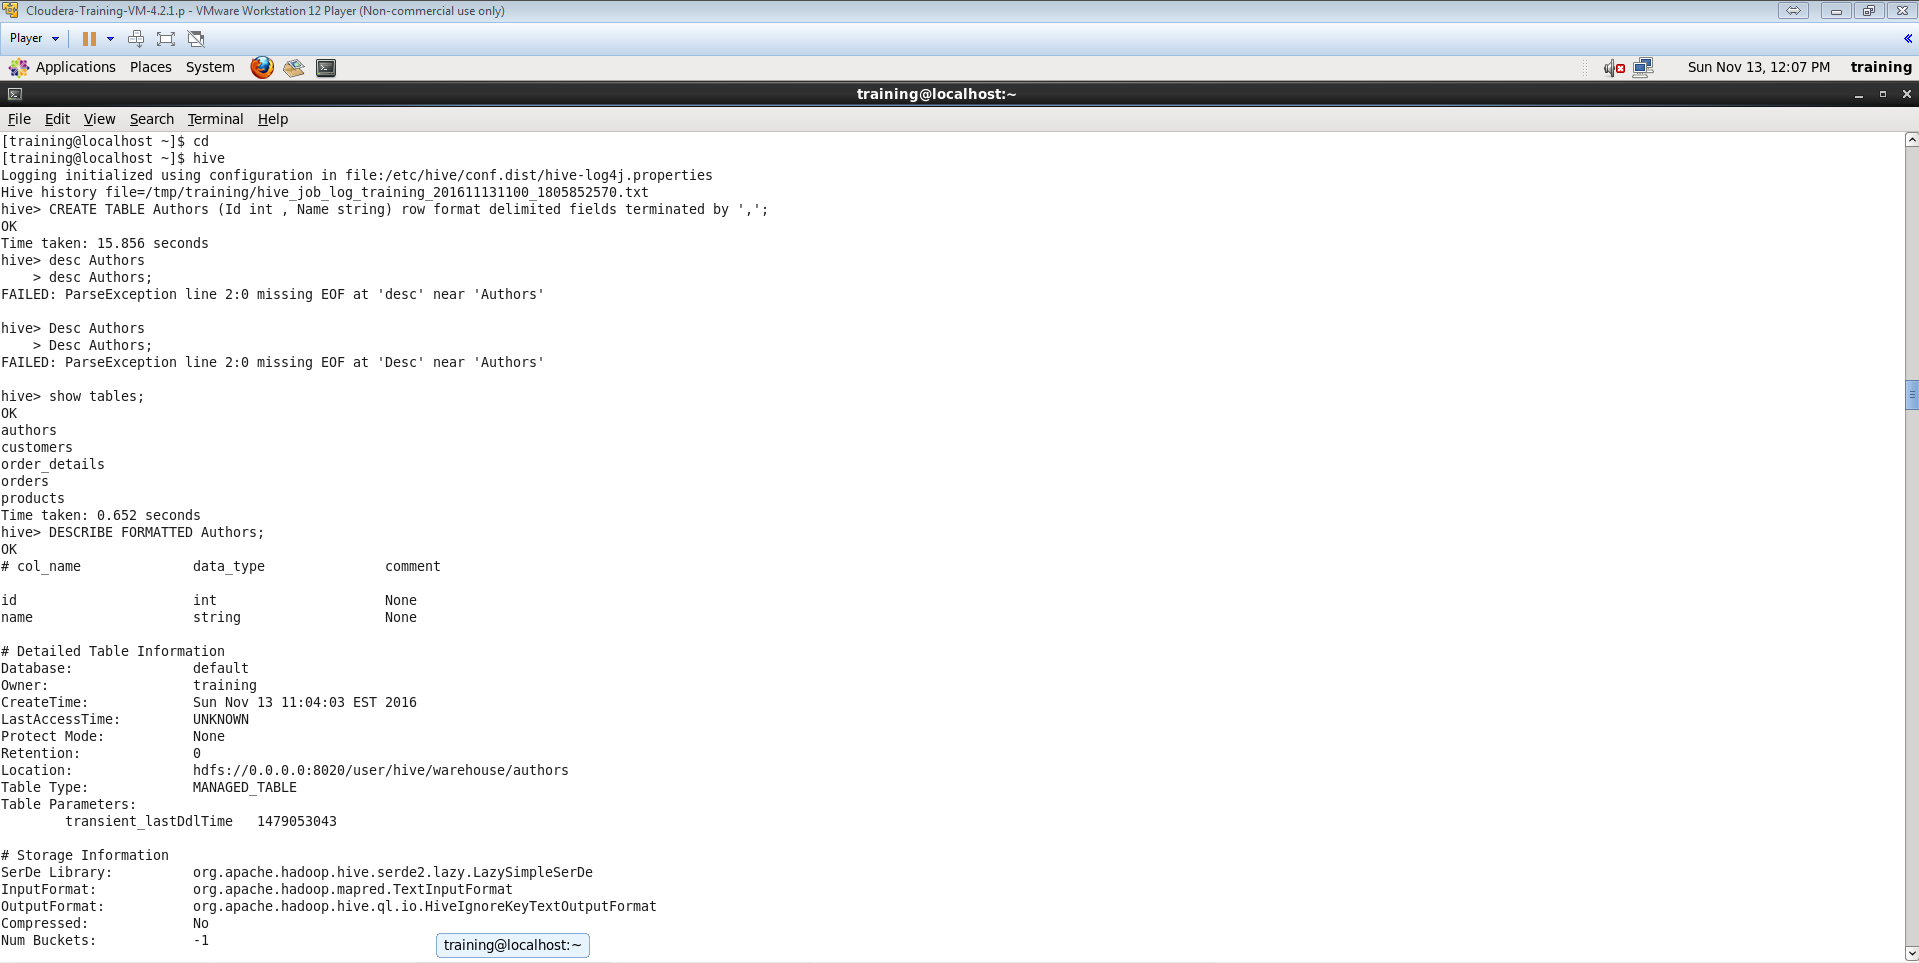 Cloudera-Training-VM-4.2.1.p - VMware Workstation 12 Player (Non-commercial use only)
Player
Applications Places System Sun Nov 13, 12:07 PM training
training@localhost:~
File Edit View Search Terminal Help
[training@localhost ~]$ cd
[training@localhost ~]$ hive
Logging initialized using configuration in file:/etc/hive/conf.dist/hive-log4j.properties
Hive history file=/tmp/training/hive_job_log_training_201611131100_1805852570.txt
hive> CREATE TABLE Authors (Id int , Name string) row format delimited fields terminated by ',';
OK
Time taken: 15.856 seconds
hive> desc Authors
    > desc Authors;
FAILED: ParseException line 2:0 missing EOF at 'desc' near 'Authors'

hive> Desc Authors
    > Desc Authors;
FAILED: ParseException line 2:0 missing EOF at 'Desc' near 'Authors'

hive> show tables;
OK
authors
customers
order_details
orders
products
Time taken: 0.652 seconds
hive> DESCRIBE FORMATTED Authors;
OK
# col_name              data_type               comment

id                      int                     None
name                    string                  None

# Detailed Table Information
Database:               default
Owner:                  training
CreateTime:             Sun Nov 13 11:04:03 EST 2016
LastAccessTime:         UNKNOWN
Protect Mode:           None
Retention:              0
Location:               hdfs://0.0.0.0:8020/user/hive/warehouse/authors
Table Type:             MANAGED_TABLE
Table Parameters:
        transient_lastDdlTime   1479053043

# Storage Information
SerDe Library:          org.apache.hadoop.hive.serde2.lazy.LazySimpleSerDe
InputFormat:            org.apache.hadoop.mapred.TextInputFormat
OutputFormat:           org.apache.hadoop.hive.ql.io.HiveIgnoreKeyTextOutputFormat
Compressed:             No
Num Buckets:            -1
training@localhost:~